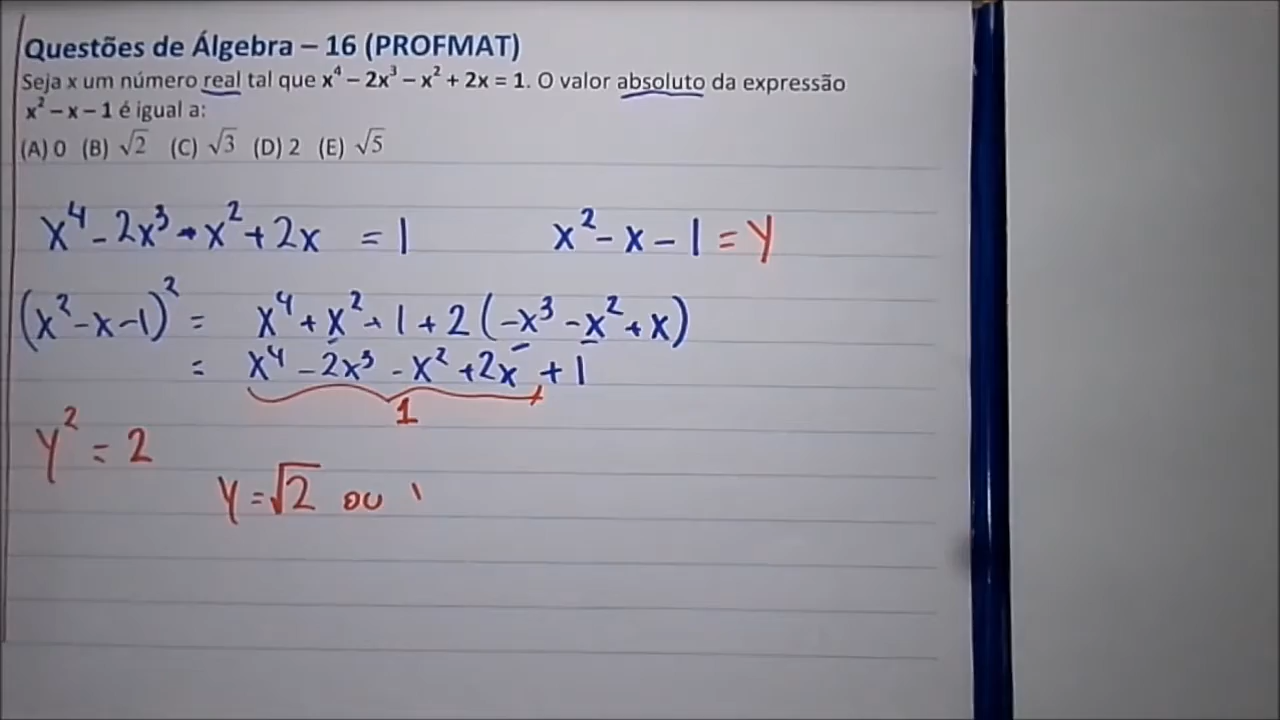 Questões de Álgebra – 16 (PROFMAT)
Seja x um número real tal que x⁴ – 2x³ – x² + 2x = 1. O valor absoluto da expressão
x² – x – 1 é igual a:
(A) 0 (B) √2 (C) √3 (D) 2 (E) √5
x⁴ - 2x³ - x² + 2x = 1 x² - x - 1 = y
(x² - x - 1)² = x⁴ + x² + 1 + 2(-x³ - x² + x)
= x⁴ - 2x³ - x² + 2x + 1
1
y² = 2
y = √2 ou